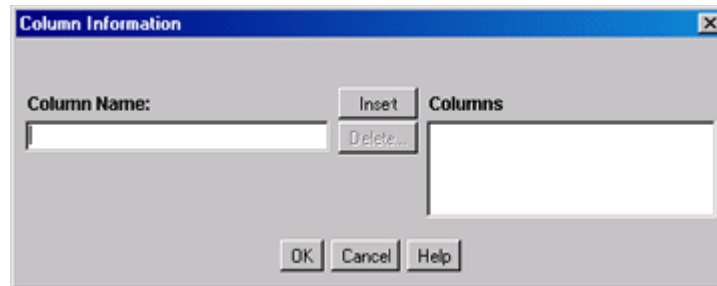 Column Information
Column Name:
Insert
Columns
Delete...
OK
Cancel
Help